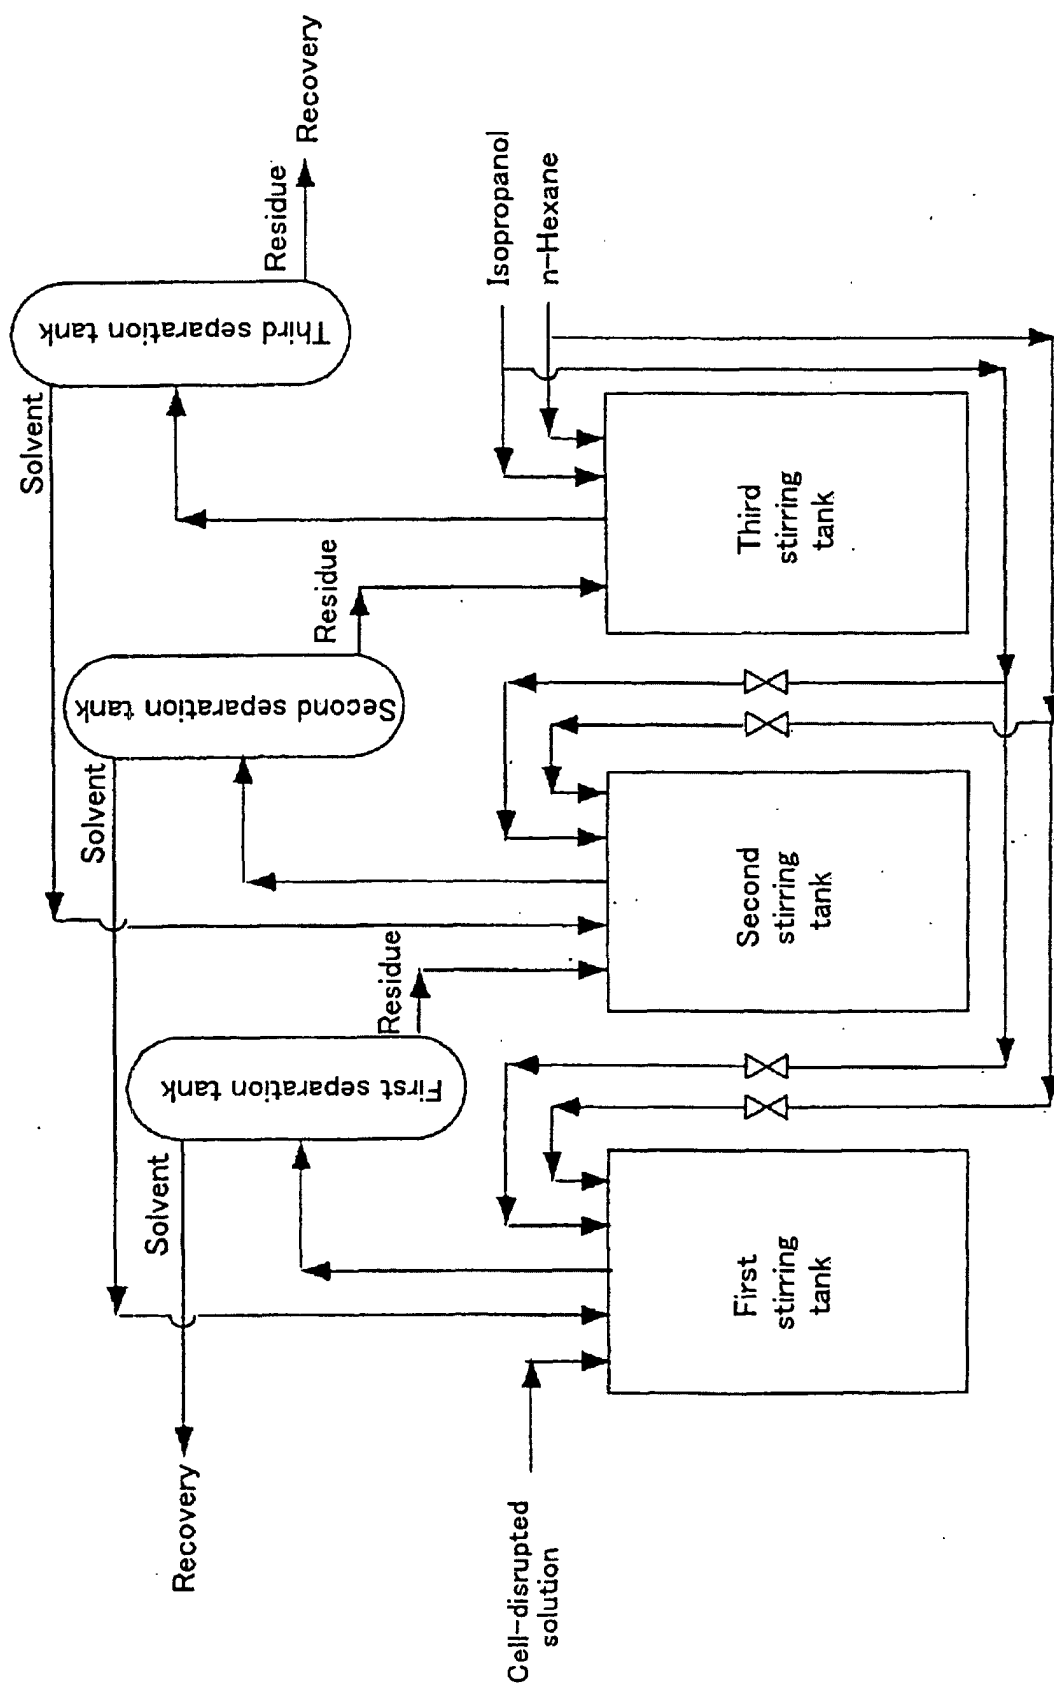 Recovery
Solvent
First separation tank
Residue
Solvent
Second separation tank
Residue
Solvent
Third separation tank
Residue
Recovery
Cell-disrupted
solution
Isopropanol
n-Hexane
First
stirring
tank
Second
stirring
tank
Third
stirring
tank